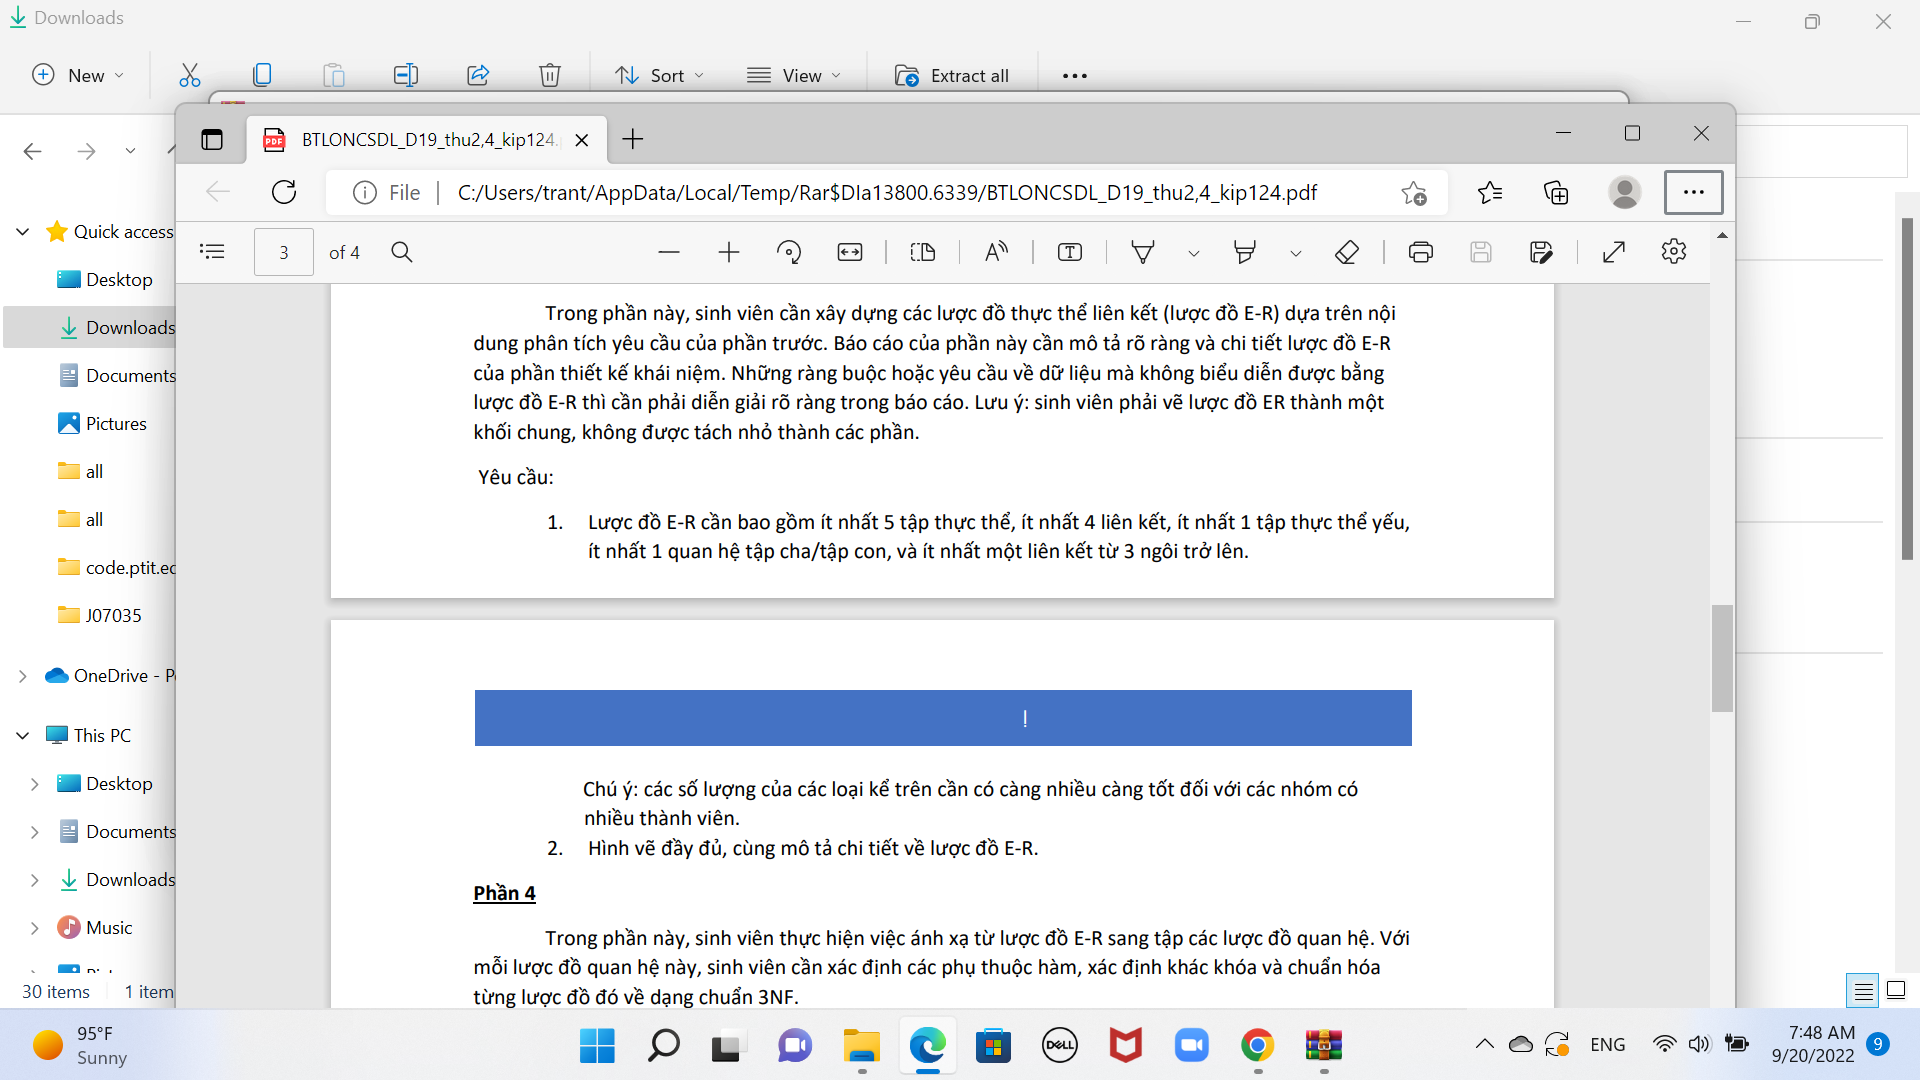 Downloads
New
Sort
View
Extract all
BTLONCSDL_D19_thu2,4_kip124.
File
C:/Users/trant/AppData/Local/Temp/Rar$DIa13800.6339/BTLONCSDL_D19_thu2,4_kip124.pdf
3 of 4
Quick access
Desktop
Downloads
Documents
Pictures
all
all
code.ptit.ec
J07035
OneDrive - P
This PC
Desktop
Documents
Downloads
Music
30 items 1 item
Trong phần này, sinh viên cần xây dựng các lược đồ thực thể liên kết (lược đồ E-R) dựa trên nội
dung phân tích yêu cầu của phần trước. Báo cáo của phần này cần mô tả rõ ràng và chi tiết lược đồ E-R
của phần thiết kế khái niệm. Những ràng buộc hoặc yêu cầu về dữ liệu mà không biểu diễn được bằng
lược đồ E-R thì cần phải diễn giải rõ ràng trong báo cáo. Lưu ý: sinh viên phải vẽ lược đồ ER thành một
khối chung, không được tách nhỏ thành các phần.
Yêu cầu:
1. Lược đồ E-R cần bao gồm ít nhất 5 tập thực thể, ít nhất 4 liên kết, ít nhất 1 tập thực thể yếu,
ít nhất 1 quan hệ tập cha/tập con, và ít nhất một liên kết từ 3 ngôi trở lên.
Chú ý: các số lượng của các loại kể trên cần có càng nhiều càng tốt đối với các nhóm có
nhiều thành viên.
2. Hình vẽ đầy đủ, cùng mô tả chi tiết về lược đồ E-R.
Phần 4
Trong phần này, sinh viên thực hiện việc ánh xạ từ lược đồ E-R sang tập các lược đồ quan hệ. Với
mỗi lược đồ quan hệ này, sinh viên cần xác định các phụ thuộc hàm, xác định khác khóa và chuẩn hóa
từng lược đồ đó về dạng chuẩn 3NF.
95°F
Sunny
DELL
ENG
7:48 AM
9/20/2022
9